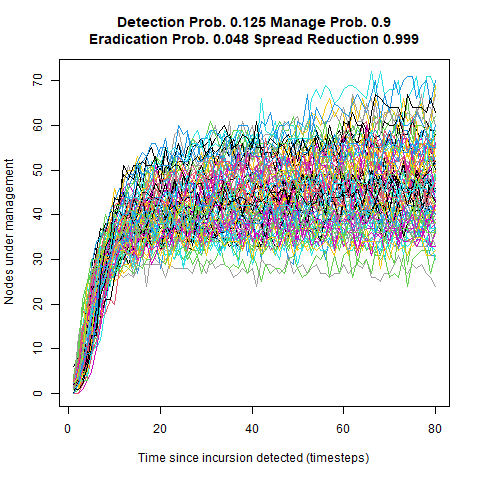 Detection Prob. 0.125 Manage Prob. 0.9
Eradication Prob. 0.048 Spread Reduction 0.999
70
60
50
40
30
20
10
0
Nodes under management
0 20 40 60 80
Time since incursion detected (timesteps)